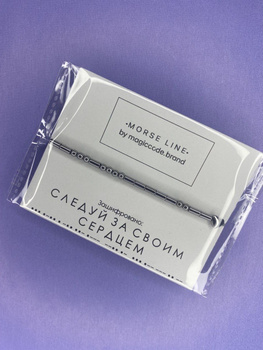 •MORSE LINE•
by magiccode.brand
Зашифровано:
СЛЕДУЙ ЗА СВОИМ
СЕРДЦЕМ